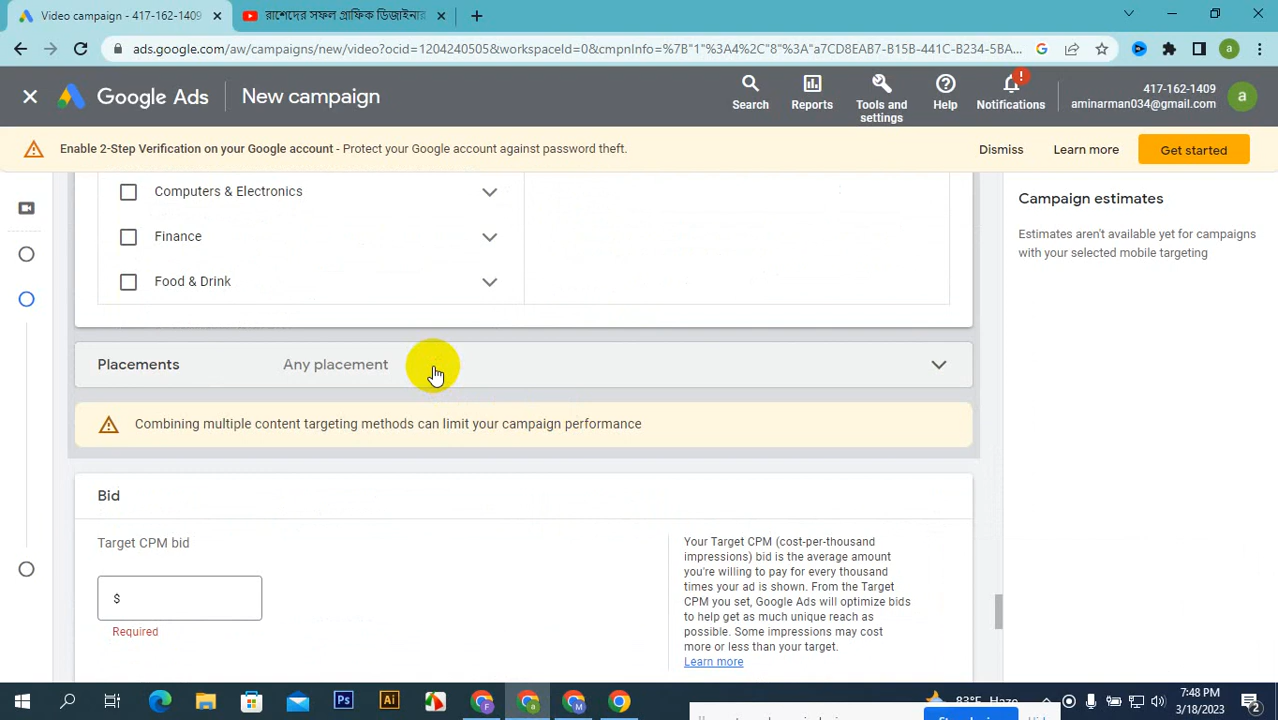 Video campaign - 417-162-1409
রাশেদের সফল গ্রাফিক ডিজাইনার
ads.google.com/aw/campaigns/new/video?ocid=1204240505&workspaceId=0&cmpnInfo=%7B"1"%3A4%2C"8"%3A"a7CD8EAB7-B15B-441C-B234-5BA...
a
Google Ads
New campaign
Search
Reports
Tools and settings
Help
!
Notifications
417-162-1409
aminarman034@gmail.com
a
Enable 2-Step Verification on your Google account - Protect your Google account against password theft.
Dismiss
Learn more
Get started
Computers & Electronics
Finance
Food & Drink
Campaign estimates
Estimates aren't available yet for campaigns
with your selected mobile targeting
Placements
Any placement
Combining multiple content targeting methods can limit your campaign performance
Bid
Target CPM bid
$
Required
Your Target CPM (cost-per-thousand
impressions) bid is the average amount
you're willing to pay for every thousand
times your ad is shown. From the Target
CPM you set, Google Ads will optimize bids
to help get as much unique reach as
possible. Some impressions may cost
more or less than your target.
Learn more
Ps
Ai
F
a
M
83°F Haze
7:48 PM
3/18/2023
2